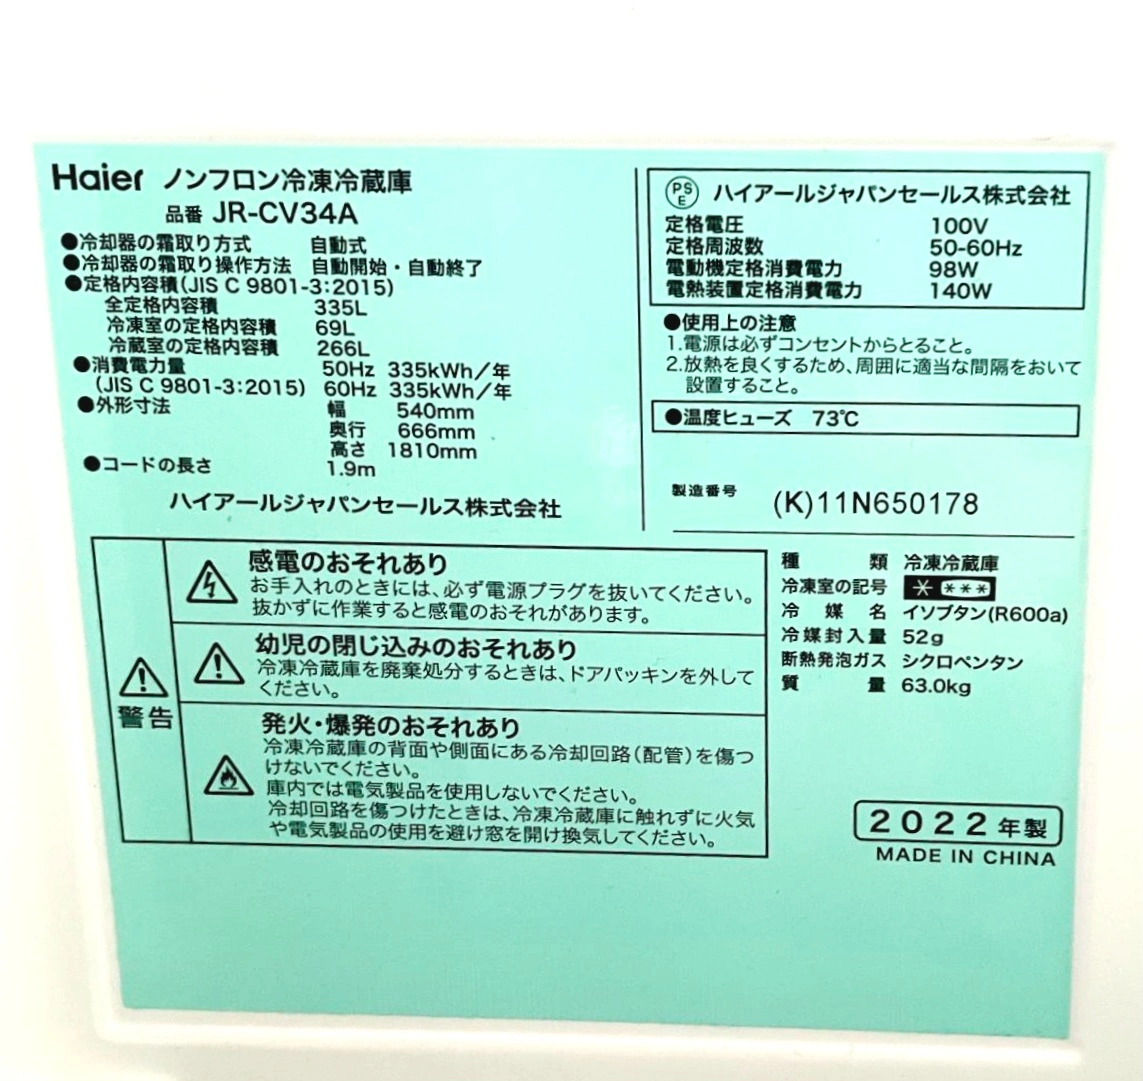 Haier ノンフロン冷凍冷蔵庫
品番 JR-CV34A
●冷却器の霜取り方式 自動式
●冷却器の霜取り操作方法 自動開始・自動終了
●定格内容積(JIS C 9801-3:2015)
全定格内容積 335L
冷凍室の定格内容積 69L
冷蔵室の定格内容積 266L
●消費電力量 50Hz 335kWh/年
(JIS C 9801-3:2015) 60Hz 335kWh/年
●外形寸法 幅 540mm
奥行 666mm
高さ 1810mm
●コードの長さ 1.9m
ハイアールジャパンセールス株式会社
PSE ハイアールジャパンセールス株式会社
定格電圧 100V
定格周波数 50-60Hz
電動機定格消費電力 98W
電熱装置定格消費電力 140W
●使用上の注意
1.電源は必ずコンセントからとること。
2.放熱を良くするため、周囲に適当な間隔をおいて
設置すること。
●温度ヒューズ 73℃
製造番号 (K)11N650178
警告
感電のおそれあり
お手入れのときには、必ず電源プラグを抜いてください。
抜かずに作業すると感電のおそれがあります。
幼児の閉じ込みのおそれあり
冷凍冷蔵庫を廃棄処分するときは、ドアパッキンを外して
ください。
発火・爆発のおそれあり
冷凍冷蔵庫の背面や側面にある冷却回路(配管)を傷つ
けないでください。
庫内では電気製品を使用しないでください。
冷却回路を傷つけたときは、冷凍冷蔵庫に触れずに火気
や電気製品の使用を避け窓を開け換気してください。
種類 冷凍冷蔵庫
冷凍室の記号 ****
冷媒名 イソブタン(R600a)
冷媒封入量 52g
断熱発泡ガス シクロペンタン
質量 63.0kg
2022年製
MADE IN CHINA